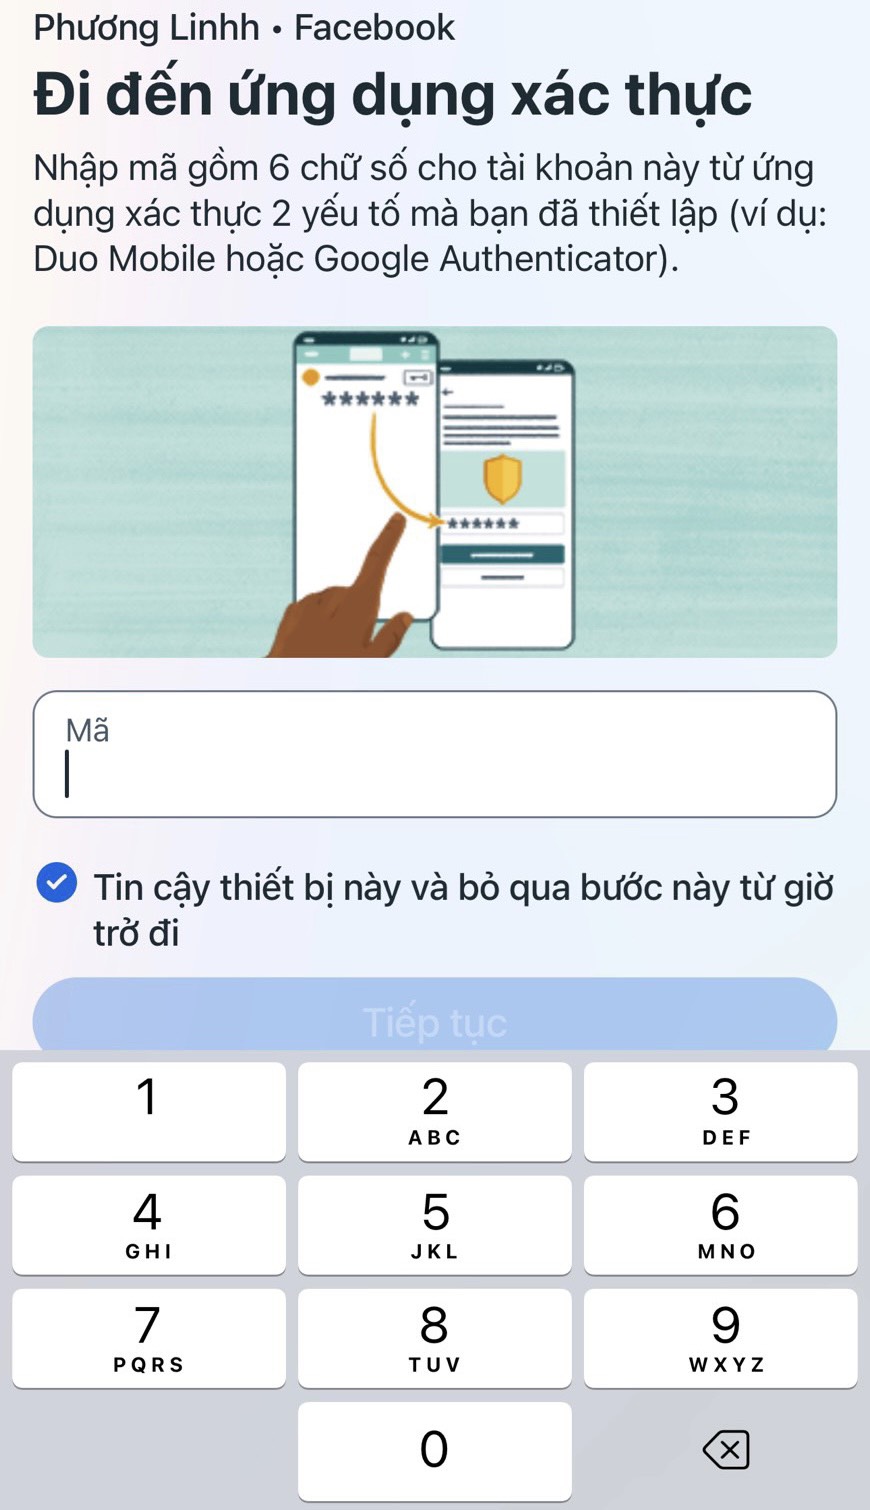 Phương Linhh • Facebook
Đi đến ứng dụng xác thực
Nhập mã gồm 6 chữ số cho tài khoản này từ ứng
dụng xác thực 2 yếu tố mà bạn đã thiết lập (ví dụ:
Duo Mobile hoặc Google Authenticator).
******
******
Mã
Tin cậy thiết bị này và bỏ qua bước này từ giờ
trở đi
Tiếp tục
1 2 3
ABC DEF
4 5 6
GHI JKL MNO
7 8 9
PQRS TUV WXYZ
0